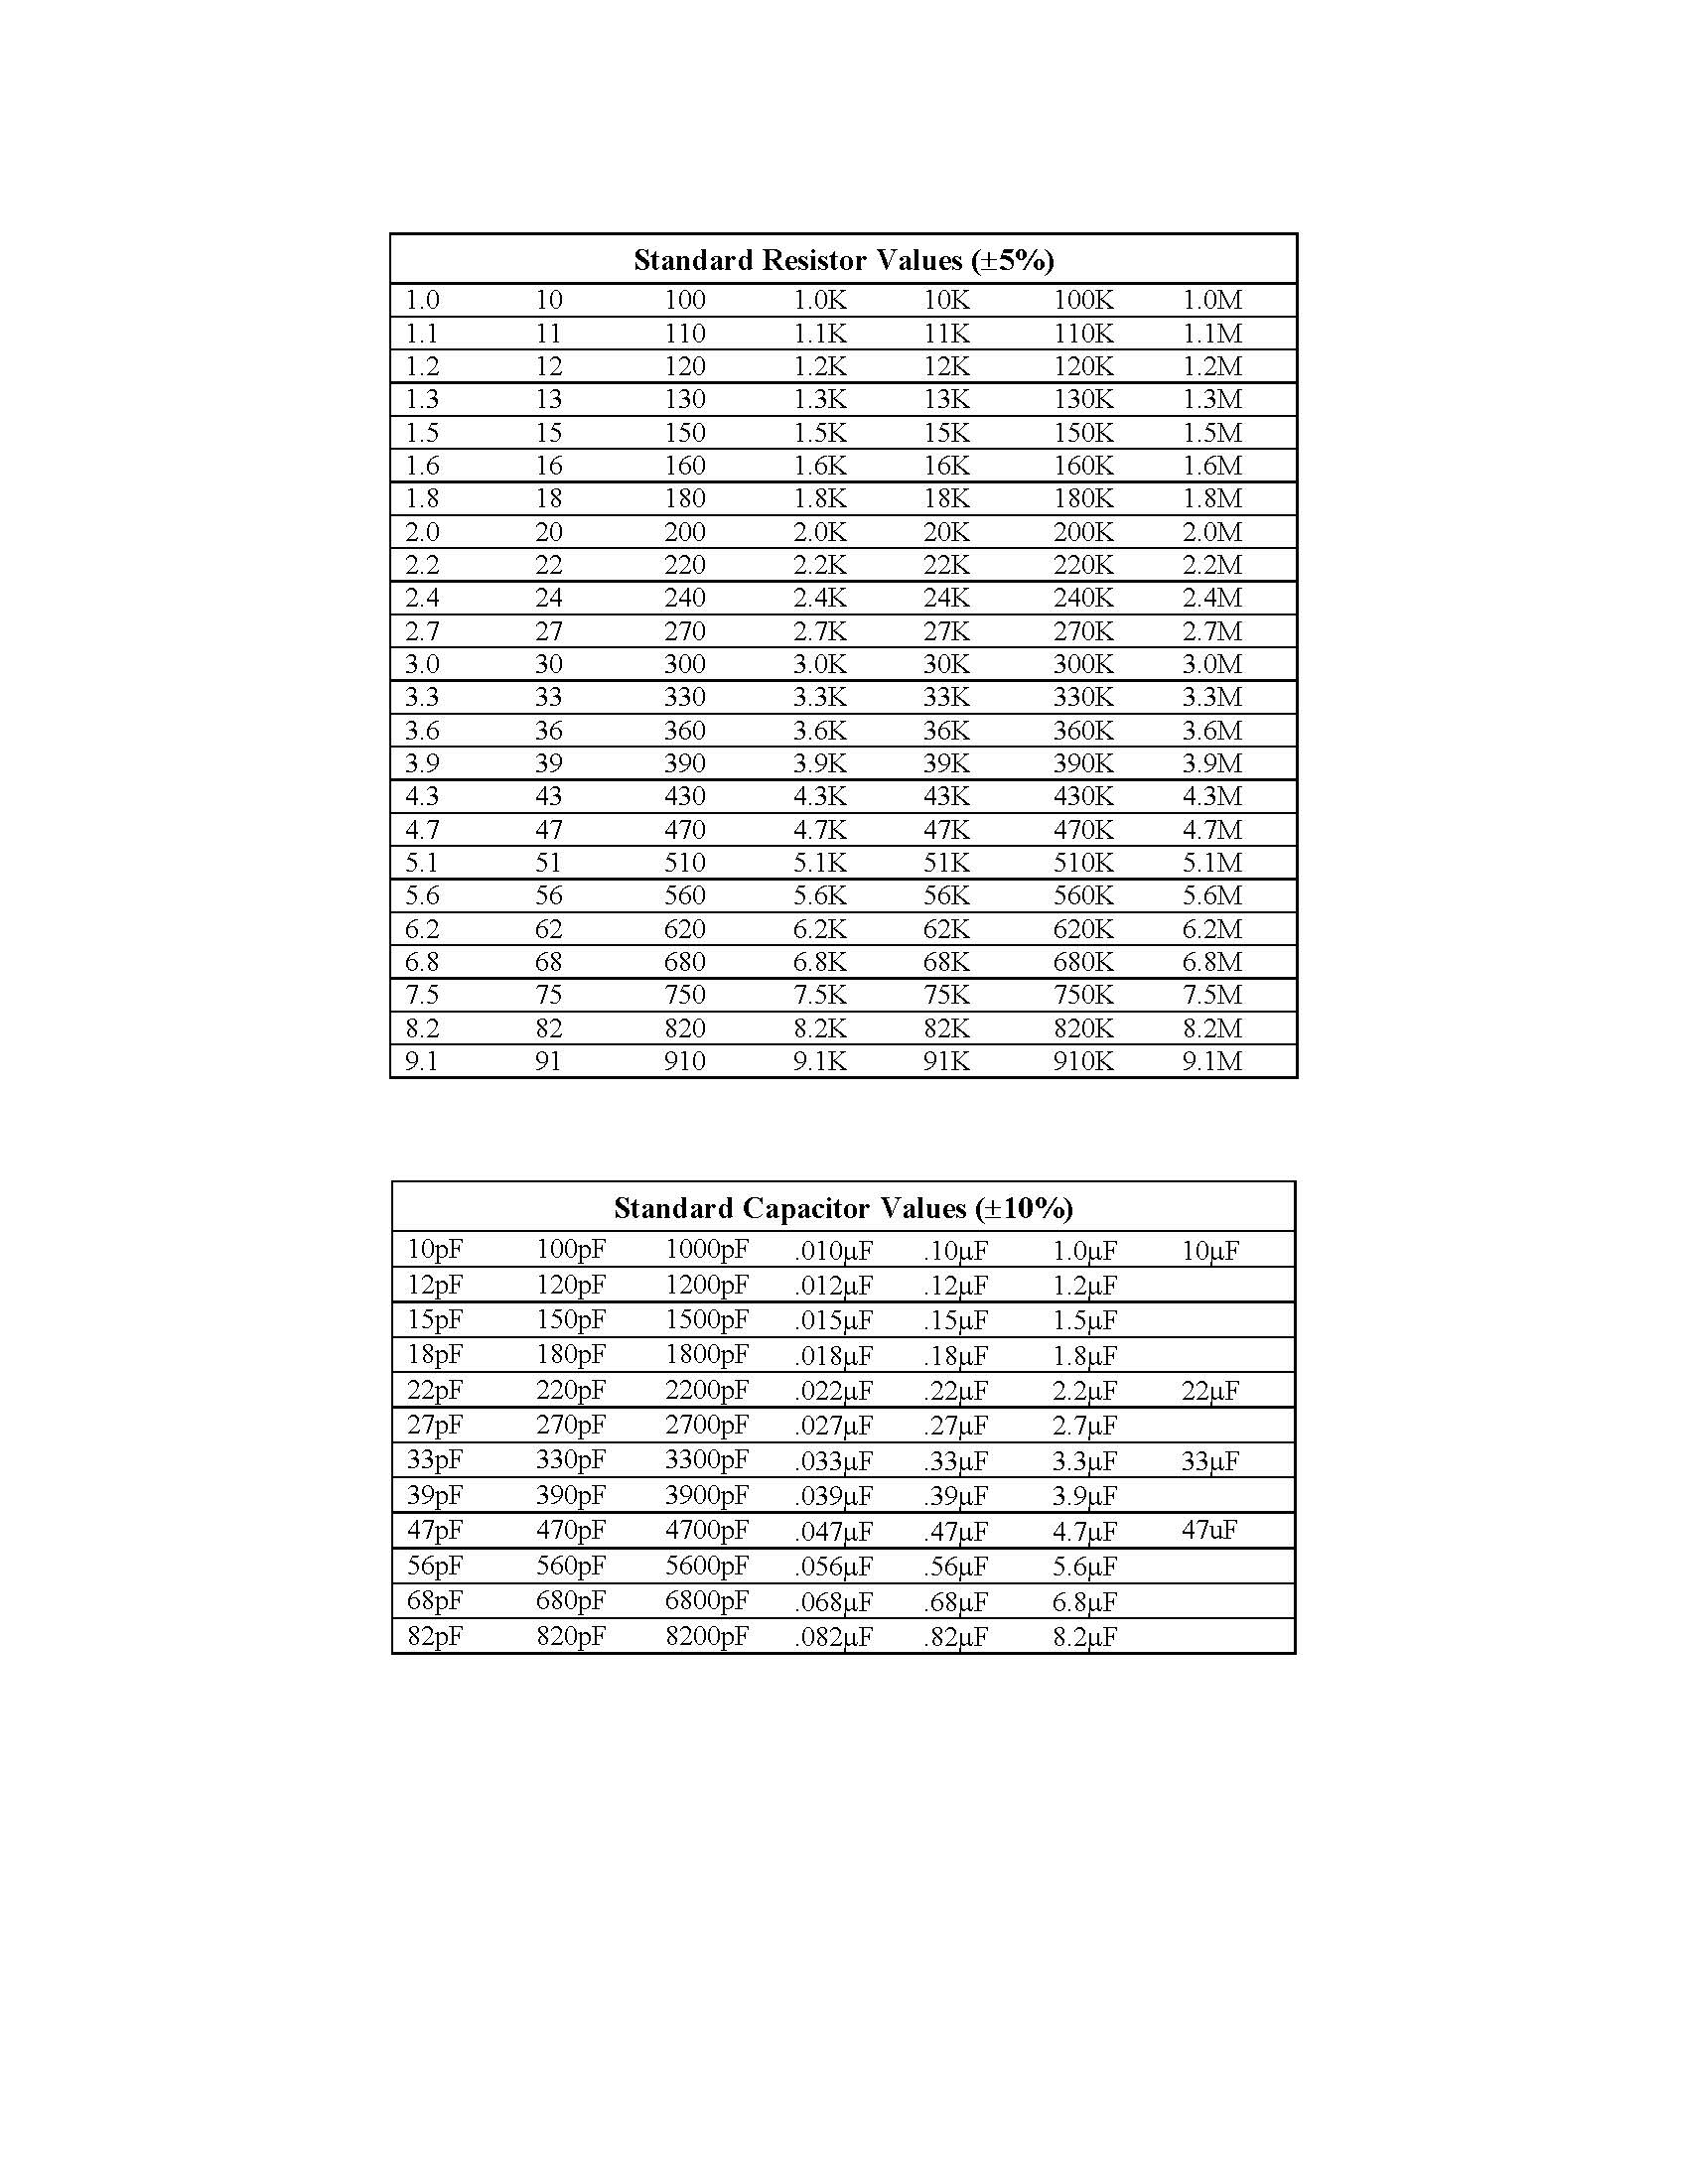 Standard Resistor Values (±5%)
1.0 10 100 1.0K 10K 100K 1.0M
1.1 11 110 1.1K 11K 110K 1.1M
1.2 12 120 1.2K 12K 120K 1.2M
1.3 13 130 1.3K 13K 130K 1.3M
1.5 15 150 1.5K 15K 150K 1.5M
1.6 16 160 1.6K 16K 160K 1.6M
1.8 18 180 1.8K 18K 180K 1.8M
2.0 20 200 2.0K 20K 200K 2.0M
2.2 22 220 2.2K 22K 220K 2.2M
2.4 24 240 2.4K 24K 240K 2.4M
2.7 27 270 2.7K 27K 270K 2.7M
3.0 30 300 3.0K 30K 300K 3.0M
3.3 33 330 3.3K 33K 330K 3.3M
3.6 36 360 3.6K 36K 360K 3.6M
3.9 39 390 3.9K 39K 390K 3.9M
4.3 43 430 4.3K 43K 430K 4.3M
4.7 47 470 4.7K 47K 470K 4.7M
5.1 51 510 5.1K 51K 510K 5.1M
5.6 56 560 5.6K 56K 560K 5.6M
6.2 62 620 6.2K 62K 620K 6.2M
6.8 68 680 6.8K 68K 680K 6.8M
7.5 75 750 7.5K 75K 750K 7.5M
8.2 82 820 8.2K 82K 820K 8.2M
9.1 91 910 9.1K 91K 910K 9.1M
Standard Capacitor Values (±10%)
10pF 100pF 1000pF .010µF .10µF 1.0µF 10µF
12pF 120pF 1200pF .012µF .12µF 1.2µF
15pF 150pF 1500pF .015µF .15µF 1.5µF
18pF 180pF 1800pF .018µF .18µF 1.8µF
22pF 220pF 2200pF .022µF .22µF 2.2µF 22µF
27pF 270pF 2700pF .027µF .27µF 2.7µF
33pF 330pF 3300pF .033µF .33µF 3.3µF 33µF
39pF 390pF 3900pF .039µF .39µF 3.9µF
47pF 470pF 4700pF .047µF .47µF 4.7µF 47uF
56pF 560pF 5600pF .056µF .56µF 5.6µF
68pF 680pF 6800pF .068µF .68µF 6.8µF
82pF 820pF 8200pF .082µF .82µF 8.2µF